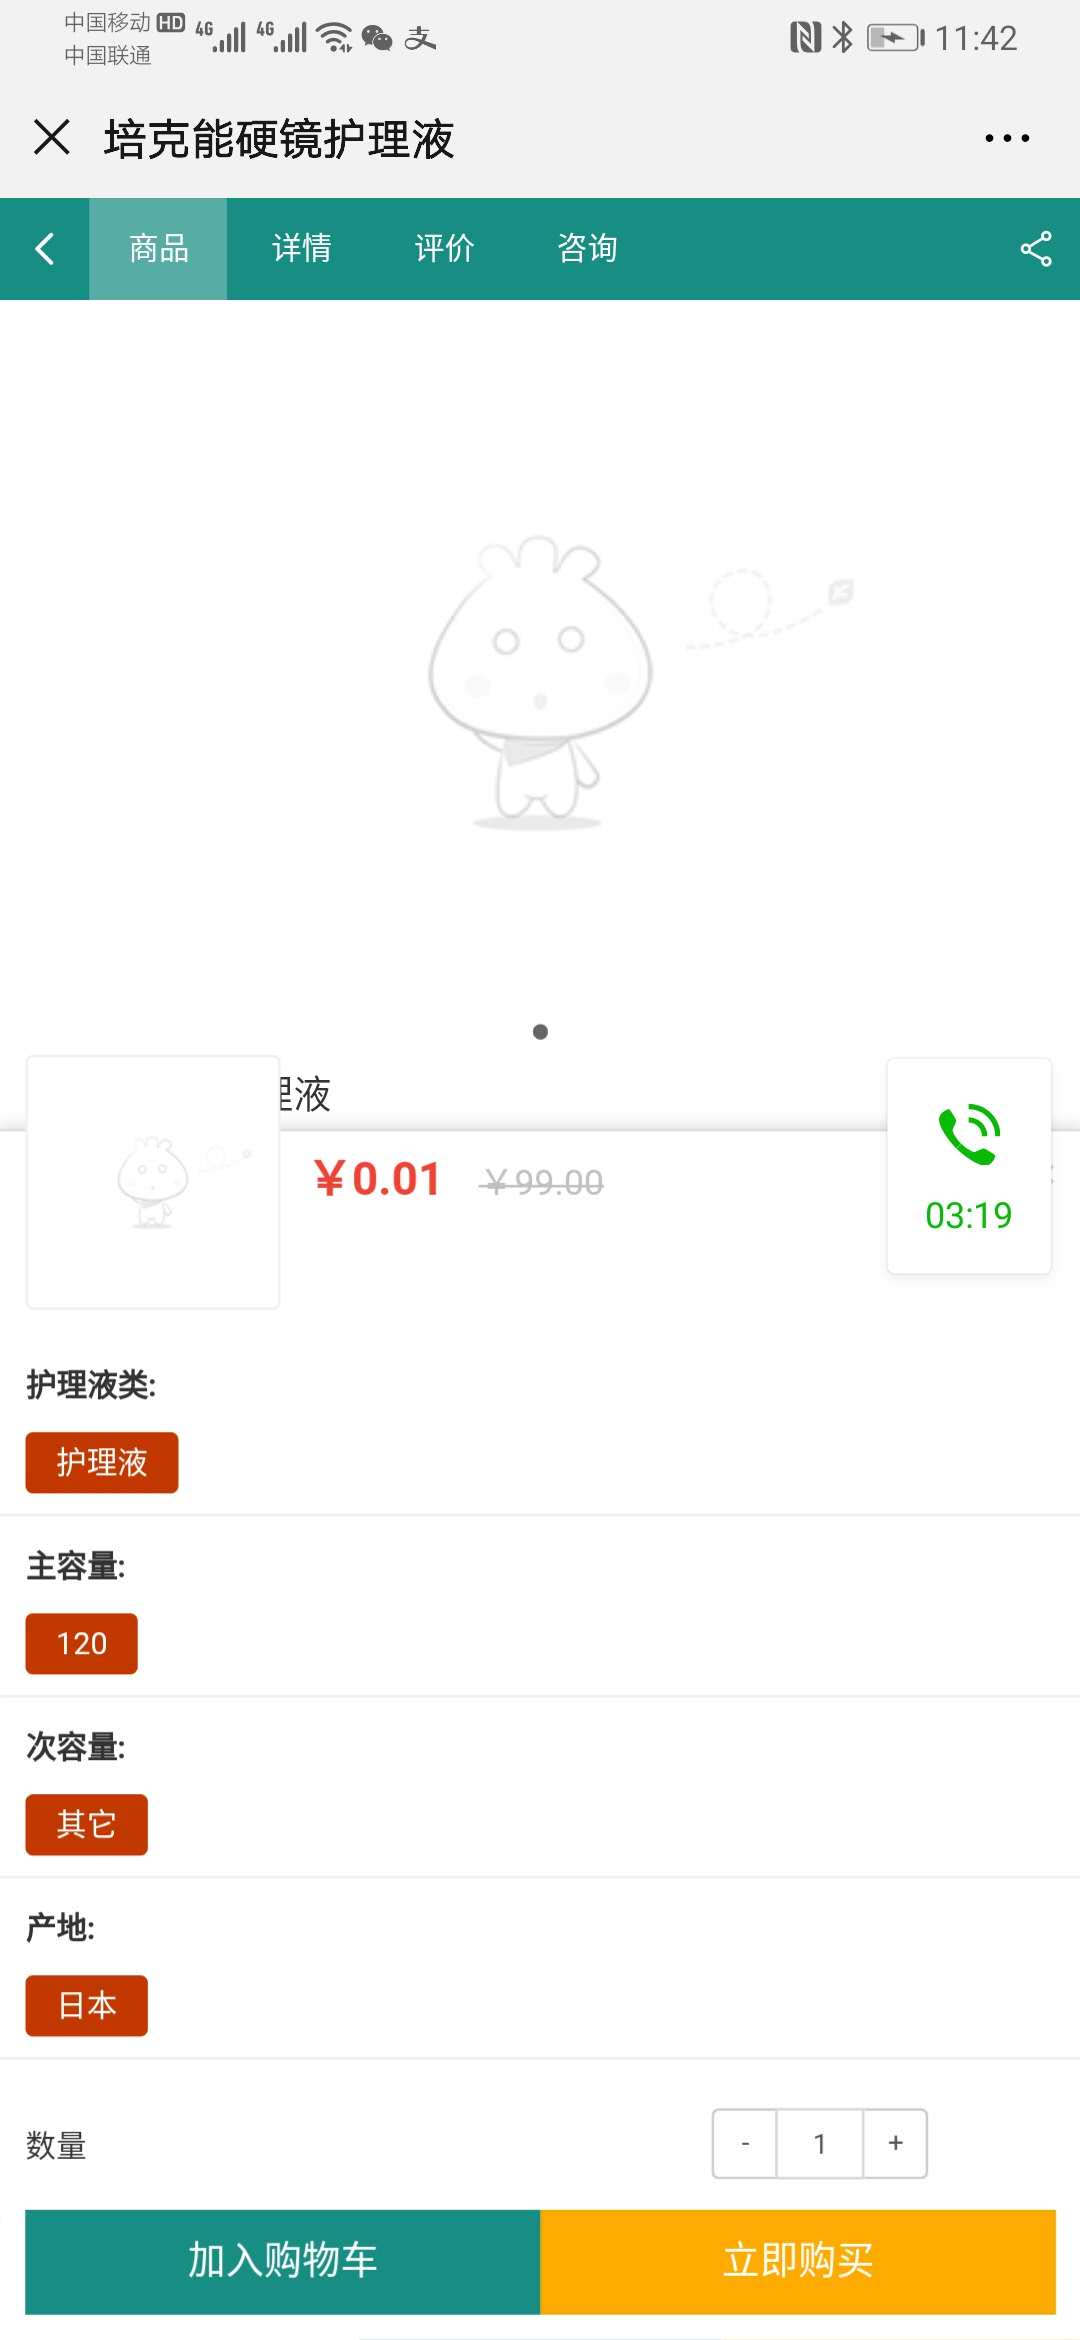 中国移动 HD 4G 4G 支 11:42
中国联通
培克能硬镜护理液
商品 详情 评价 咨询
理液
¥0.01 ¥99.00
03:19
护理液类:
护理液
主容量:
120
次容量:
其它
产地:
日本
数量 - 1 +
加入购物车 立即购买